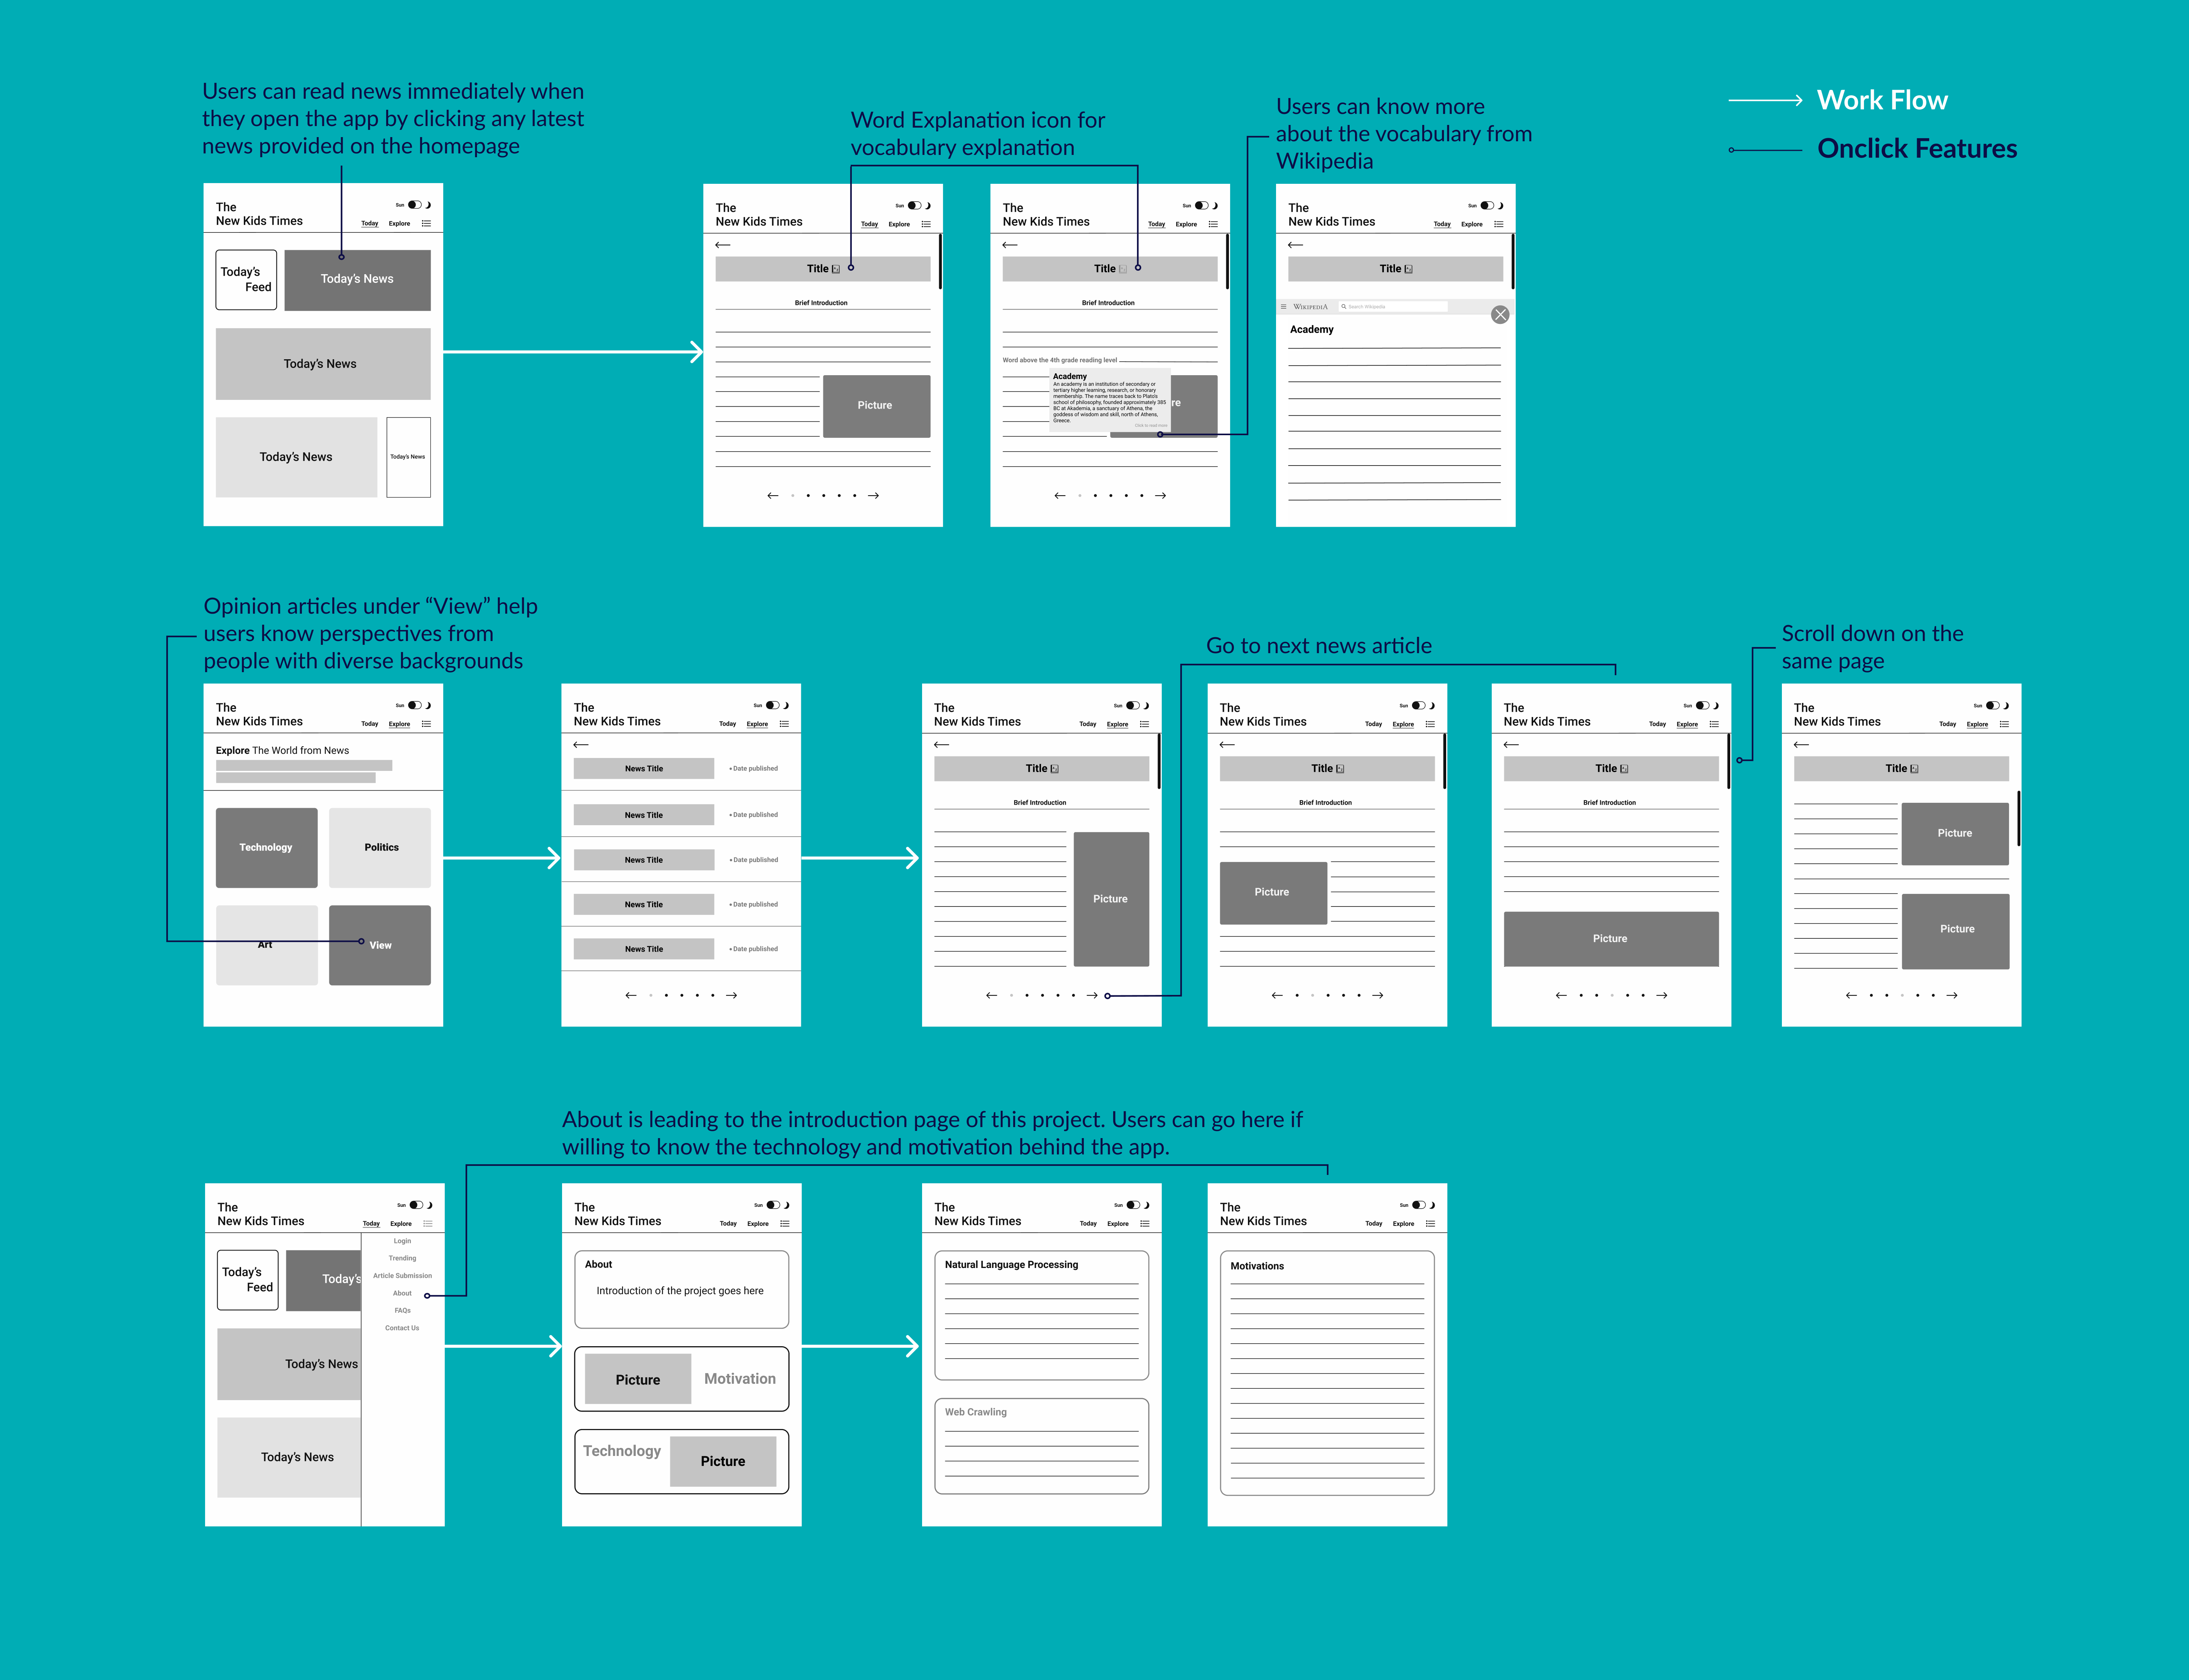 Users can read news immediately when
they open the app by clicking any latest
news provided on the homepage
Word Explanation icon for
vocabulary explanation
Users can know more
about the vocabulary from
Wikipedia
Work Flow
Onclick Features
The
New Kids Times
Sun
Today
Explore
Today's
Feed
Today's News
Today's News
Today's News
Today's News
The
New Kids Times
Sun
Today
Explore
Title
Brief Introduction
Picture
The
New Kids Times
Sun
Today
Explore
Title
Brief Introduction
Word above the 4th grade reading level
Academy
An academy is an institution of secondary or
tertiary higher learning, research, or honorary
membership. The name traces back to Plato's
school of philosophy, founded approximately 385
BC at Akademia, a sanctuary of Athena, the
goddess of wisdom and skill, north of Athens,
Greece.
Click to read more
re
The
New Kids Times
Sun
Today
Explore
Title
WIKIPEDIA
Search Wikipedia
Academy
Opinion articles under “View” help
users know perspectives from
people with diverse backgrounds
Go to next news article
Scroll down on the
same page
The
New Kids Times
Sun
Today
Explore
Explore The World from News
Technology
Politics
Art
View
The
New Kids Times
Sun
Today
Explore
News Title
• Date published
News Title
• Date published
News Title
• Date published
News Title
• Date published
News Title
• Date published
The
New Kids Times
Sun
Today
Explore
Title
Brief Introduction
Picture
The
New Kids Times
Sun
Today
Explore
Title
Brief Introduction
Picture
The
New Kids Times
Sun
Today
Explore
Title
Brief Introduction
Picture
The
New Kids Times
Sun
Today
Explore
Title
Picture
Picture
About is leading to the introduction page of this project. Users can go here if
willing to know the technology and motivation behind the app.
The
New Kids Times
Sun
Today
Explore
Today's
Feed
Today's
Today's News
Today's News
Login
Trending
Article Submission
About
FAQs
Contact Us
The
New Kids Times
Sun
Today
Explore
About
Introduction of the project goes here
Picture
Motivation
Technology
Picture
The
New Kids Times
Sun
Today
Explore
Natural Language Processing
Web Crawling
The
New Kids Times
Sun
Today
Explore
Motivations